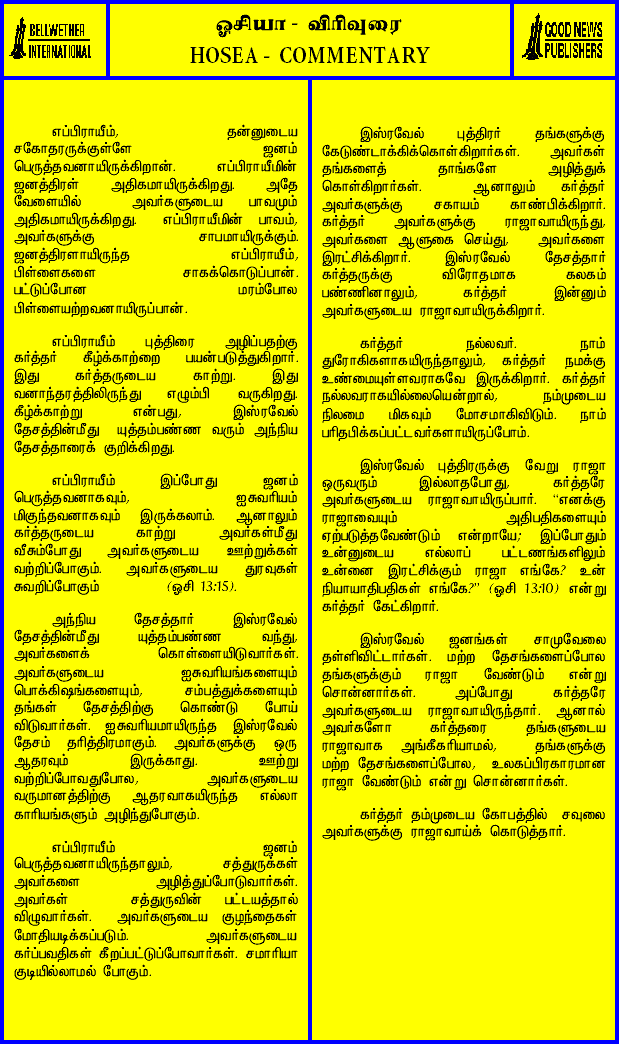 BELLWETHER
INTERNATIONAL
ஓசியா - விரிவுரை
HOSEA - COMMENTARY
GOOD NEWS
PUBLISHERS
எப்பிராயீம், தன்னுடைய
சகோதரருக்குள்ளே ஜனம்
பெருத்தவனாயிருக்கிறான். எப்பிராயீமின்
ஜனத்திரள் அதிகமாயிருக்கிறது. அதே
வேளையில் அவர்களுடைய பாவமும்
அதிகமாயிருக்கிறது. எப்பிராயீமின் பாவம்,
அவர்களுக்கு சாபமாயிருக்கும்.
ஜனத்திரளாயிருந்த எப்பிராயீம்,
பிள்ளைகளை சாகக்கொடுப்பான்.
பட்டுப்போன மரம்போல
பிள்ளையற்றவனாயிருப்பான்.
எப்பிராயீம் புத்திரை அழிப்பதற்கு
கர்த்தர் கீழ்க்காற்றை பயன்படுத்துகிறார்.
இது கர்த்தருடைய காற்று. இது
வனாந்தரத்திலிருந்து எழும்பி வருகிறது.
கீழ்காற்று என்பது, இஸ்ரவேல்
தேசத்தின்மீது யுத்தம்பண்ண வரும் அந்நிய
தேசத்தாரைக் குறிக்கிறது.
எப்பிராயீம் இப்போது ஜனம்
பெருத்தவனாகவும், ஐசுவரியம்
மிகுந்தவனாகவும் இருக்கலாம். ஆனாலும்
கர்த்தருடைய காற்று அவர்கள்மீது
வீசும்போது அவர்களுடைய ஊற்றுக்கள்
வற்றிப்போகும். அவர்களுடைய துரவுகள்
சுவறிப்போகும் (ஓசி 13:15).
அந்நிய தேசத்தார் இஸ்ரவேல்
தேசத்தின்மீது யுத்தம்பண்ண வந்து,
அவர்களைக் கொள்ளையிடுவார்கள்.
அவர்களுடைய ஐசுவரியங்களையும்
பொக்கிஷங்களையும், சம்பத்துக்களையும்
தங்கள் தேசத்திற்கு கொண்டு போய்
விடுவார்கள். ஐசுவரியமாயிருந்த இஸ்ரவேல்
தேசம் தரித்திரமாகும். அவர்களுக்கு ஒரு
ஆதரவும் இருக்காது. ஊற்று
வற்றிப்போவதுபோல, அவர்களுடைய
வருமானத்திற்கு ஆதரவாகயிருந்த எல்லா
காரியங்களும் அழிந்துபோகும்.
எப்பிராயீம் ஜனம்
பெருத்தவனாயிருந்தாலும், சத்துருக்கள்
அவர்களை அழித்துப்போடுவார்கள்.
அவர்கள் சத்துருவின் பட்டயத்தால்
விழுவார்கள். அவர்களுடைய குழந்தைகள்
மோதியடிக்கப்படும். அவர்களுடைய
கர்ப்பவதிகள் கீறப்பட்டுப்போவார்கள். சமாரியா
குடியில்லாமல் போகும்.
இஸ்ரவேல் புத்திரர் தங்களுக்கு
கேடுண்டாக்கிக்கொள்கிறார்கள். அவர்கள்
தங்களைத் தாங்களே அழித்துக்
கொள்கிறார்கள். ஆனாலும் கர்த்தர்
அவர்களுக்கு சகாயம் காண்பிக்கிறார்.
கர்த்தர் அவர்களுக்கு ராஜாவாயிருந்து,
அவர்களை ஆளுகை செய்து, அவர்களை
இரட்சிக்கிறார். இஸ்ரவேல் தேசத்தார்
கர்த்தருக்கு விரோதமாக கலகம்
பண்ணினாலும், கர்த்தர் இன்னும்
அவர்களுடைய ராஜாவாயிருக்கிறார்.
கர்த்தர் நல்லவர். நாம்
துரோகிகளாகயிருந்தாலும், கர்த்தர் நமக்கு
உண்மையுள்ளவராகவே இருக்கிறார். கர்த்தர்
நல்லவராகயில்லையென்றால், நம்முடைய
நிலமை மிகவும் மோசமாகிவிடும். நாம்
பரிதபிக்கப்பட்டவர்களாயிருப்போம்.
இஸ்ரவேல் புத்திரருக்கு வேறு ராஜா
ஒருவரும் இல்லாதபோது, கர்த்தரே
அவர்களுடைய ராஜாவாயிருப்பார். "எனக்கு
ராஜாவையும் அதிபதிகளையும்
ஏற்படுத்தவேண்டும் என்றாயே; இப்போதும்
உன்னுடைய எல்லாப் பட்டணங்களிலும்
உன்னை இரட்சிக்கும் ராஜா எங்கே? உன்
நியாயாதிபதிகள் எங்கே?" (ஓசி 13:10) என்று
கர்த்தர் கேட்கிறார்.
இஸ்ரவேல் ஜனங்கள் சாமுவேலை
தள்ளிவிட்டார்கள். மற்ற தேசங்களைப்போல
தங்களுக்கும் ராஜா வேண்டும் என்று
சொன்னார்கள். அப்போது கர்த்தரே
அவர்களுடைய ராஜாவாயிருந்தார். ஆனால்
அவர்களோ கர்த்தரை தங்களுடைய
ராஜாவாக அங்கீகரியாமல், தங்களுக்கு
மற்ற தேசங்களைப்போல, உலகப்பிரகாரமான
ராஜா வேண்டும் என்று சொன்னார்கள்.
கர்த்தர் தம்முடைய கோபத்தில் சவுலை
அவர்களுக்கு ராஜாவாய்க் கொடுத்தார்.